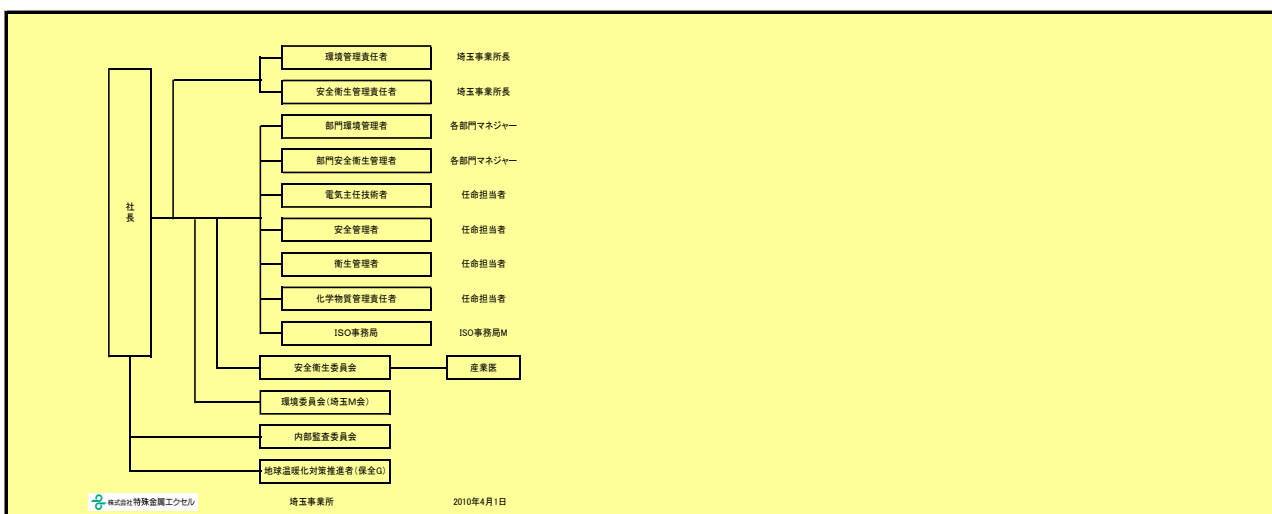 環境管理責任者 埼玉事業所長
安全衛生管理責任者 埼玉事業所長
部門環境管理者 各部門マネジャー
部門安全衛生管理者 各部門マネジャー
電気主任技術者 任命担当者
社長
安全管理者 任命担当者
衛生管理者 任命担当者
化学物質管理責任者 任命担当者
ISO事務局 ISO事務局M
安全衛生委員会 産業医
環境委員会(埼玉M会)
内部監査委員会
地球温暖化対策推進者(保全G)
株式会社特殊金属エクセル 埼玉事業所 2010年4月1日